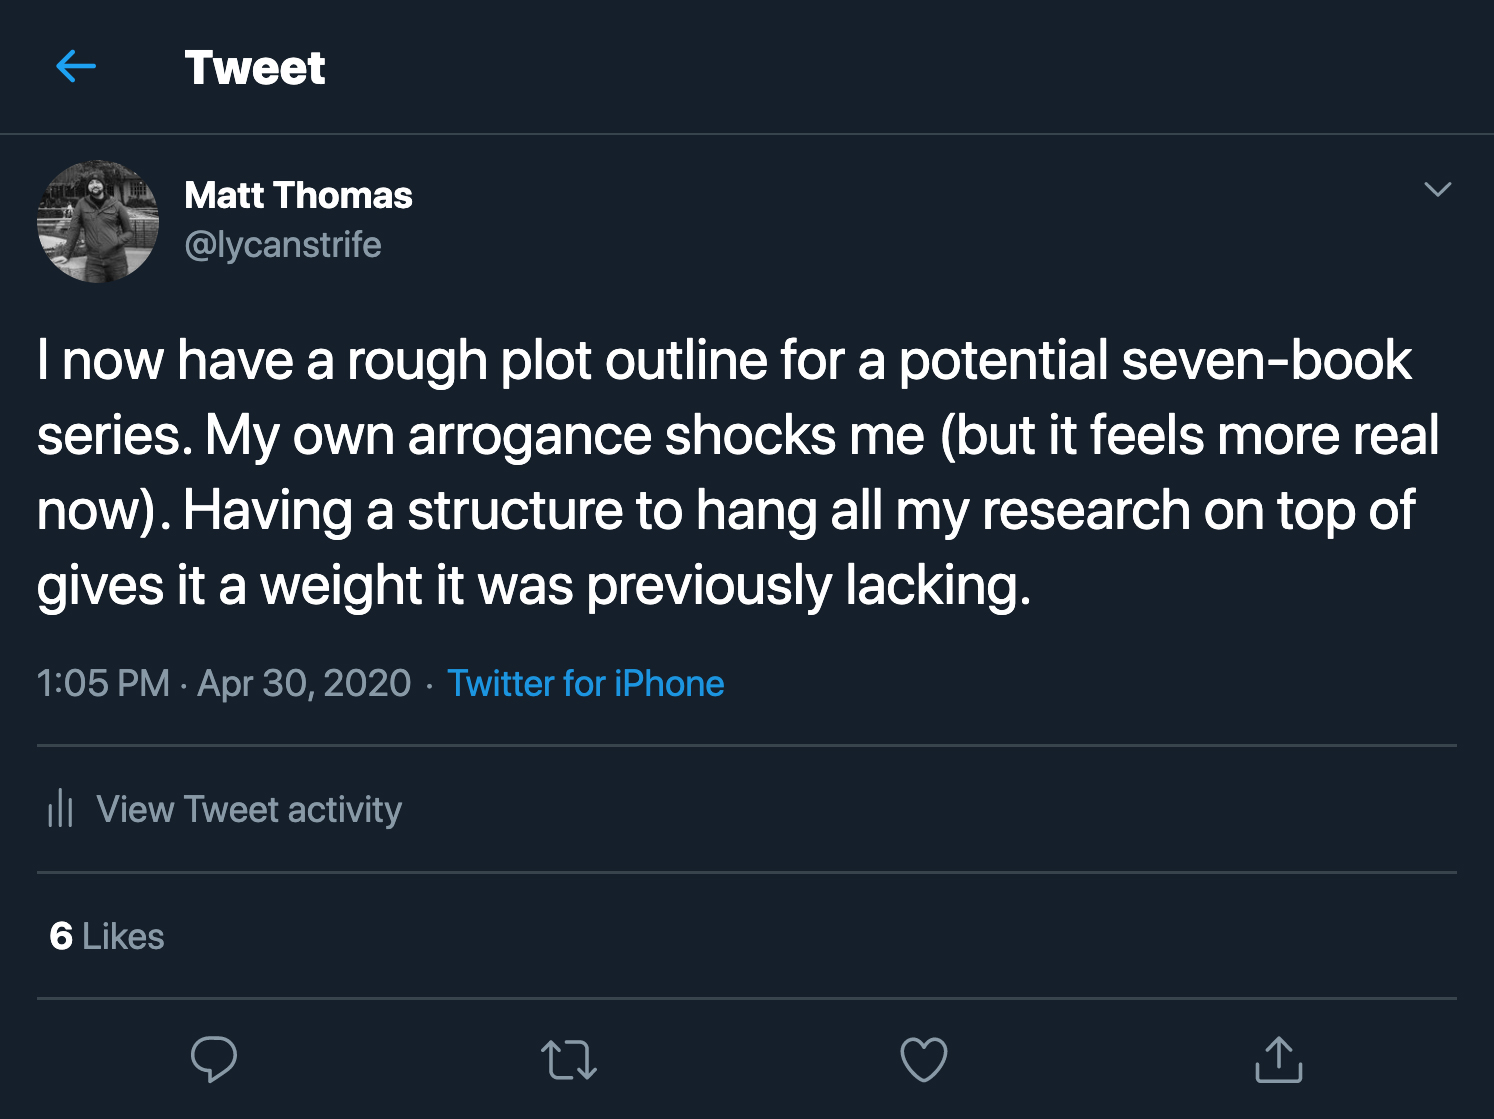 Tweet
Matt Thomas
@lycanstrife
I now have a rough plot outline for a potential seven-book
series. My own arrogance shocks me (but it feels more real
now). Having a structure to hang all my research on top of
gives it a weight it was previously lacking.
1:05 PM · Apr 30, 2020 · Twitter for iPhone
View Tweet activity
6 Likes